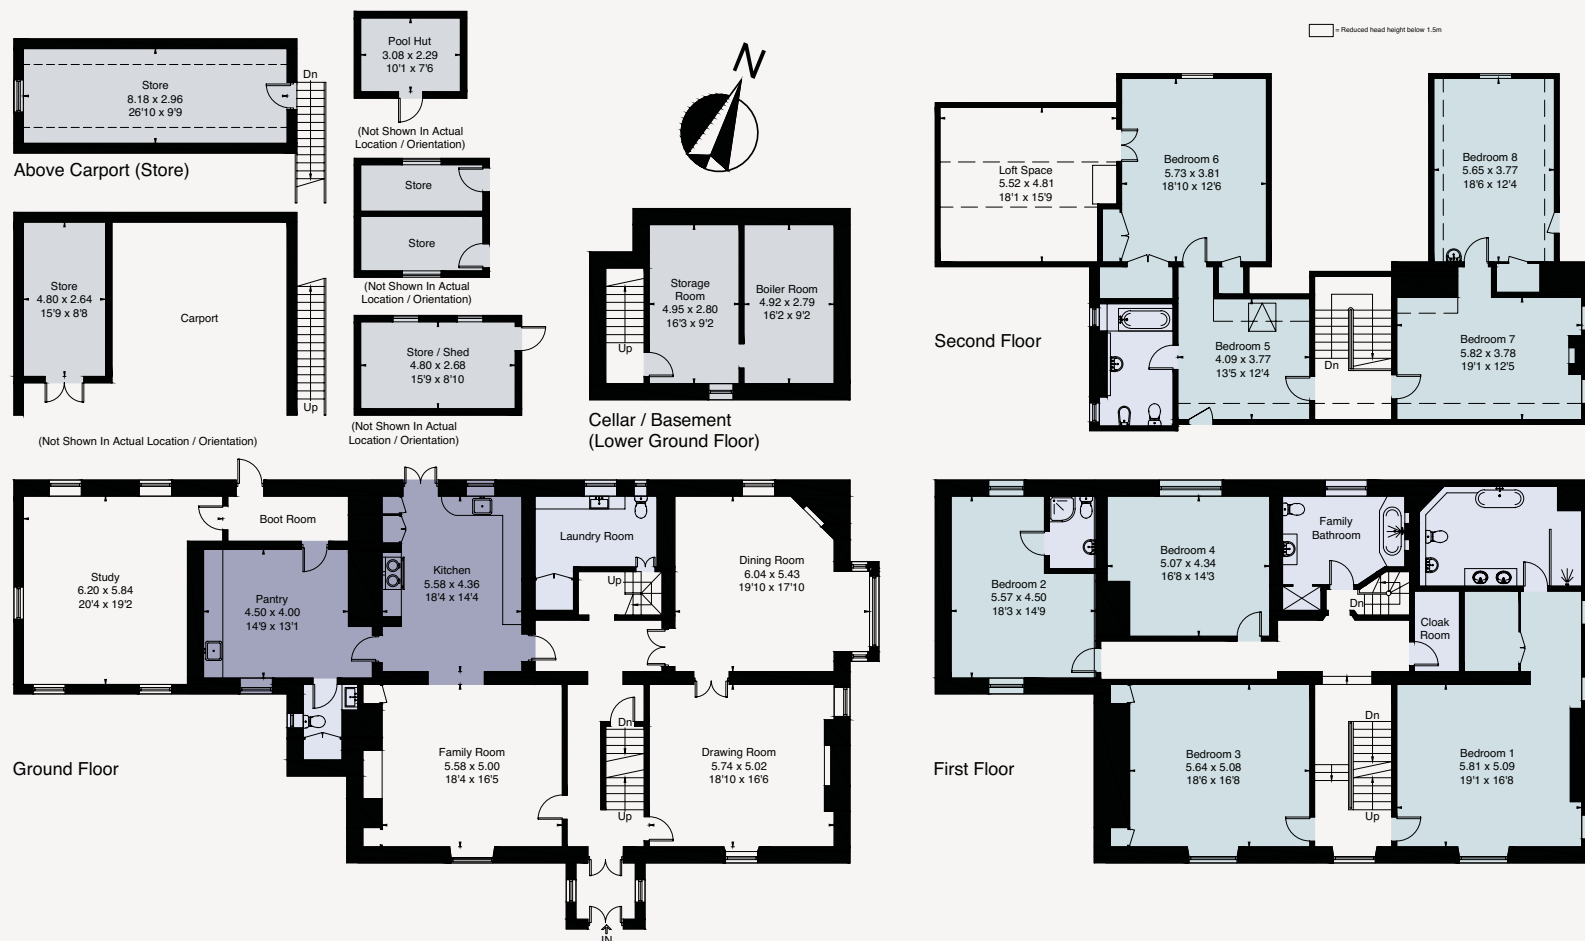 Store
8.18 x 2.96
26'10 x 9'9
Dn
Above Carport (Store)
Pool Hut
3.08 x 2.29
10'1 x 7'6
(Not Shown In Actual
Location / Orientation)
Store
Store
(Not Shown In Actual
Location / Orientation)
Store
4.80 x 2.64
15'9 x 8'8
Carport
Up
(Not Shown In Actual Location / Orientation)
Store / Shed
4.80 x 2.68
15'9 x 8'10
(Not Shown In Actual
Location / Orientation)
N
Storage
Room
4.95 x 2.80
16'3 x 9'2
Boiler Room
4.92 x 2.79
16'2 x 9'2
Up
Cellar / Basement
(Lower Ground Floor)
= Reduced head height below 1.5m
Loft Space
5.52 x 4.81
18'1 x 15'9
Bedroom 6
5.73 x 3.81
18'10 x 12'6
Bedroom 8
5.65 x 3.77
18'6 x 12'4
Second Floor
Bedroom 5
4.09 x 3.77
13'5 x 12'4
Dn
Bedroom 7
5.82 x 3.78
19'1 x 12'5
Boot Room
Study
6.20 x 5.84
20'4 x 19'2
Pantry
4.50 x 4.00
14'9 x 13'1
Kitchen
5.58 x 4.36
18'4 x 14'4
Laundry Room
Up
Dining Room
6.04 x 5.43
19'10 x 17'10
Ground Floor
Family Room
5.58 x 5.00
18'4 x 16'5
Dn
Up
Drawing Room
5.74 x 5.02
18'10 x 16'6
IN
Bedroom 2
5.57 x 4.50
18'3 x 14'9
Bedroom 4
5.07 x 4.34
16'8 x 14'3
Family
Bathroom
Dn
Cloak
Room
First Floor
Bedroom 3
5.64 x 5.08
18'6 x 16'8
Dn
Up
Bedroom 1
5.81 x 5.09
19'1 x 16'8